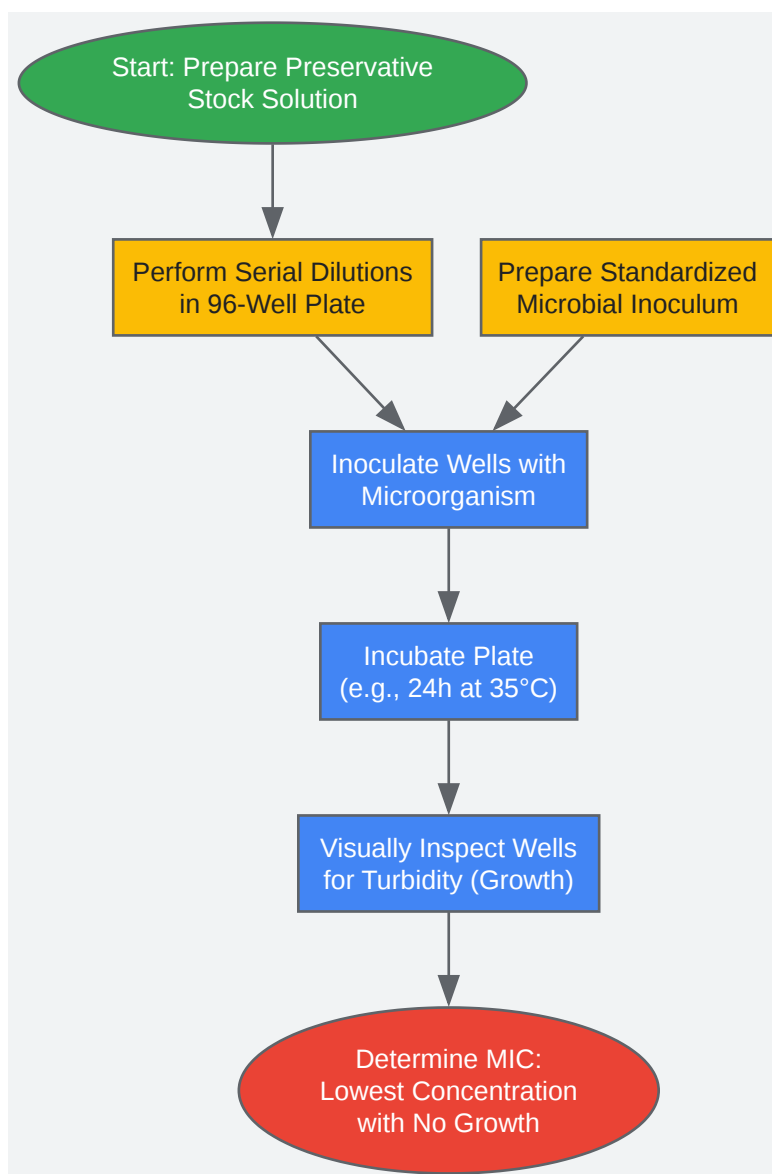 Start: Prepare Preservative
Stock Solution
Perform Serial Dilutions
in 96-Well Plate
Prepare Standardized
Microbial Inoculum
Inoculate Wells with
Microorganism
Incubate Plate
(e.g., 24h at 35°C)
Visually Inspect Wells
for Turbidity (Growth)
Determine MIC:
Lowest Concentration
with No Growth